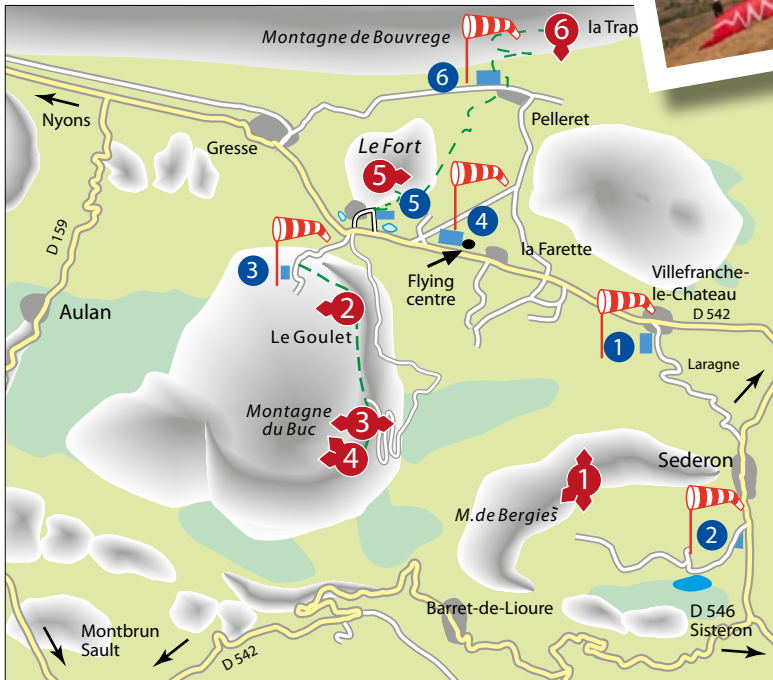 Montagne de Bouvrege
6
la Trap
6
Nyons
Pelleret
Gresse
Le Fort
5
5
4
D 159
3
la Farette
Flying
centre
Villefranche-
le-Chateau
D 542
Aulan
2
Le Goulet
1
Laragne
Montagne
du Buc
3
4
1
Sederon
M. de Bergiès
2
Barret-de-Lioure
D 546
Sisteron
Montbrun
Sault
D 542